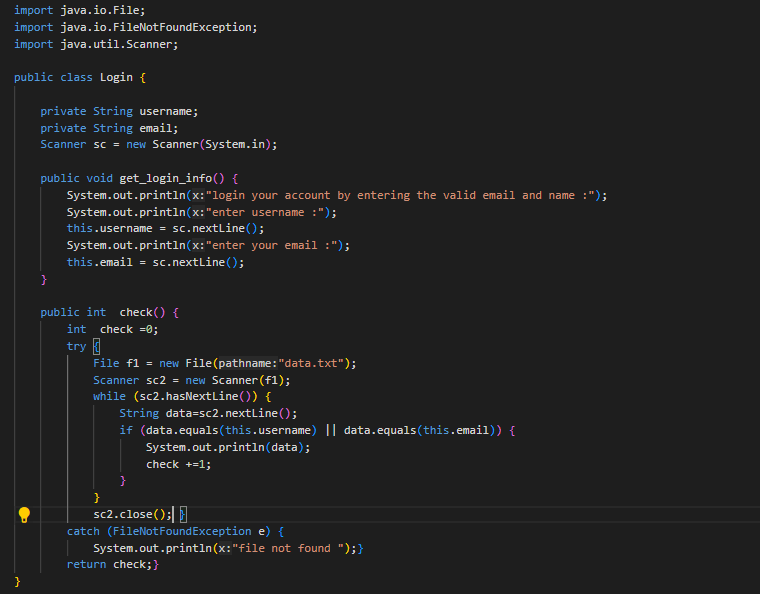 import java.io.File;
import java.io.FileNotFoundException;
import java.util.Scanner;
public class Login {
private String username;
private String email;
Scanner sc = new Scanner(System.in);
public void get_login_info() {
System.out.println(x:"login your account by entering the valid email and name :");
System.out.println(x:"enter username :");
this.username = sc.nextLine();
System.out.println(x:"enter your email :");
this.email = sc.nextLine();
}
public int  check() {
int  check =0;
try {
File f1 = new File(pathname:"data.txt");
Scanner sc2 = new Scanner(f1);
while (sc2.hasNextLine()) {
String data=sc2.nextLine();
if (data.equals(this.username) || data.equals(this.email)) {
System.out.println(data);
check +=1;
}
}
sc2.close(); }
catch (FileNotFoundException e) {
System.out.println(x:"file not found ");}
return check;}
}